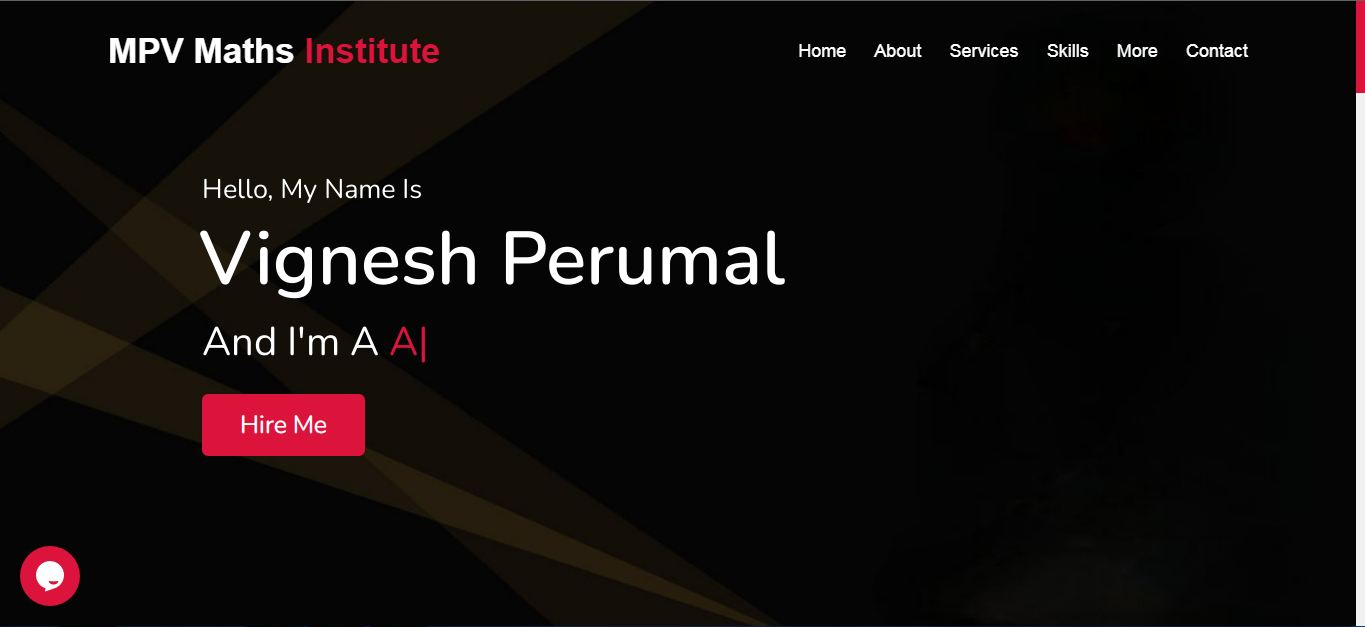 MPV Maths Institute
Home About Services Skills More Contact
Hello, My Name Is
Vignesh Perumal
And I'm A A|
Hire Me